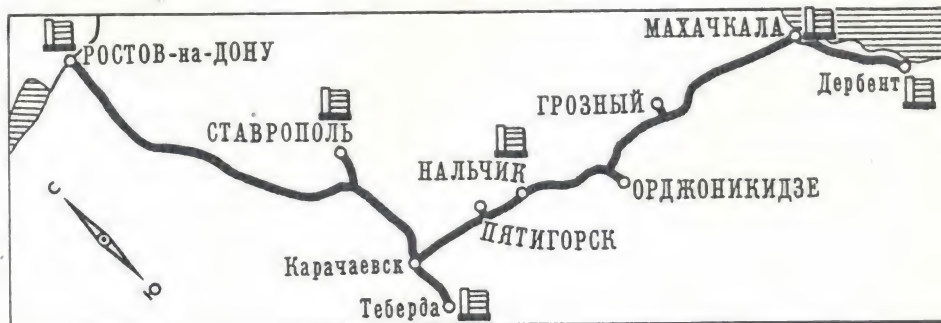 МАХАЧКАЛА
РОСТОВ-на-ДОНУ
Дербент
ГРОЗНЫЙ
СТАВРОПОЛЬ
НАЛЬЧИК
ОРДЖОНИКИДЗЕ
С
ПЯТИГОРСК
Карачаевск
Ю
Теберда